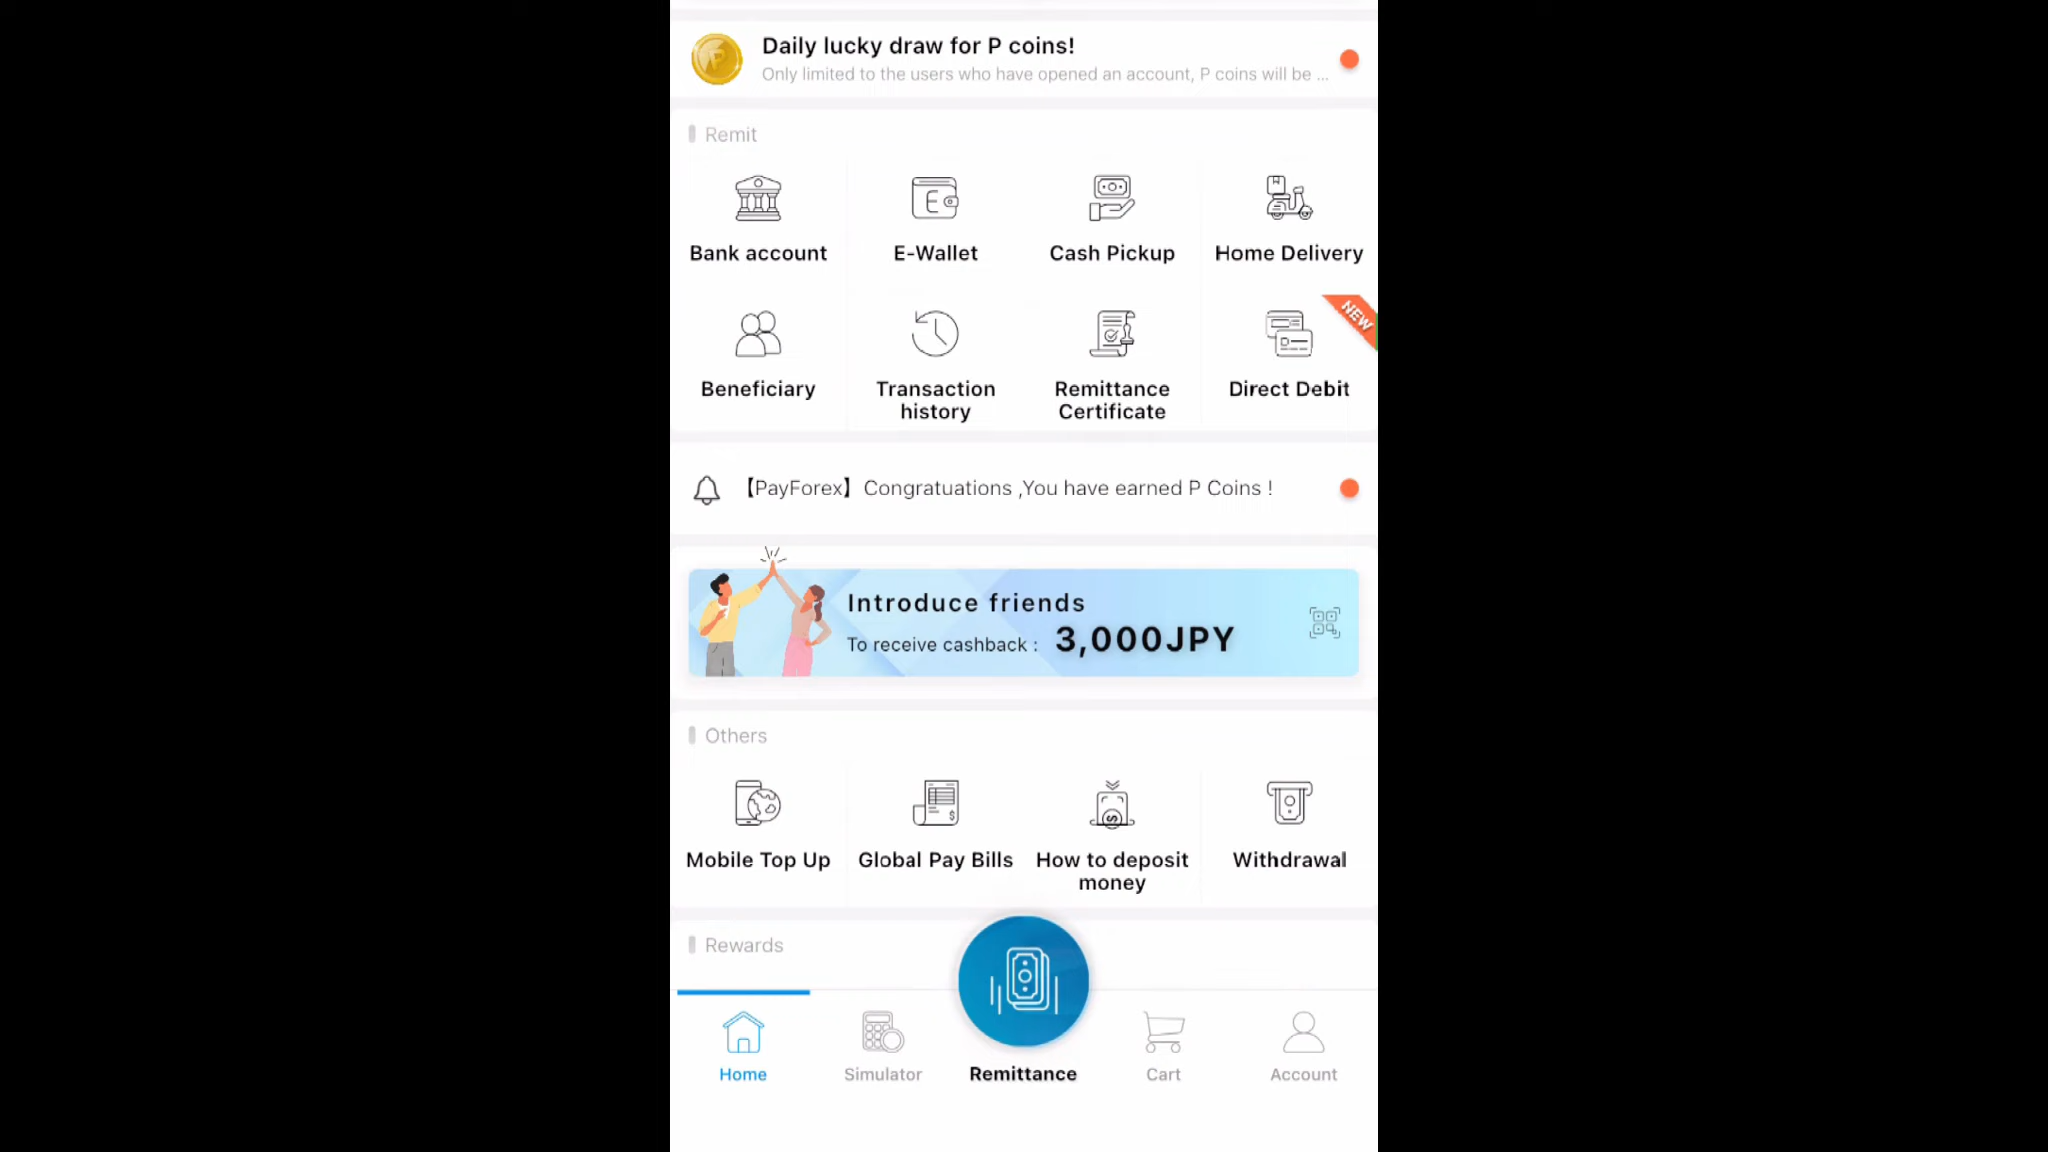 Daily lucky draw for P coins!
Only limited to the users who have opened an account, P coins will be ...
Remit
Bank account
E-Wallet
Cash Pickup
Home Delivery
NEW
Beneficiary
Transaction
history
Remittance
Certificate
Direct Debit
【PayForex】Congratuations ,You have earned P Coins !
Introduce friends
To receive cashback : 3,000JPY
Others
Mobile Top Up
Global Pay Bills
How to deposit
money
Withdrawal
Rewards
Home
Simulator
Remittance
Cart
Account